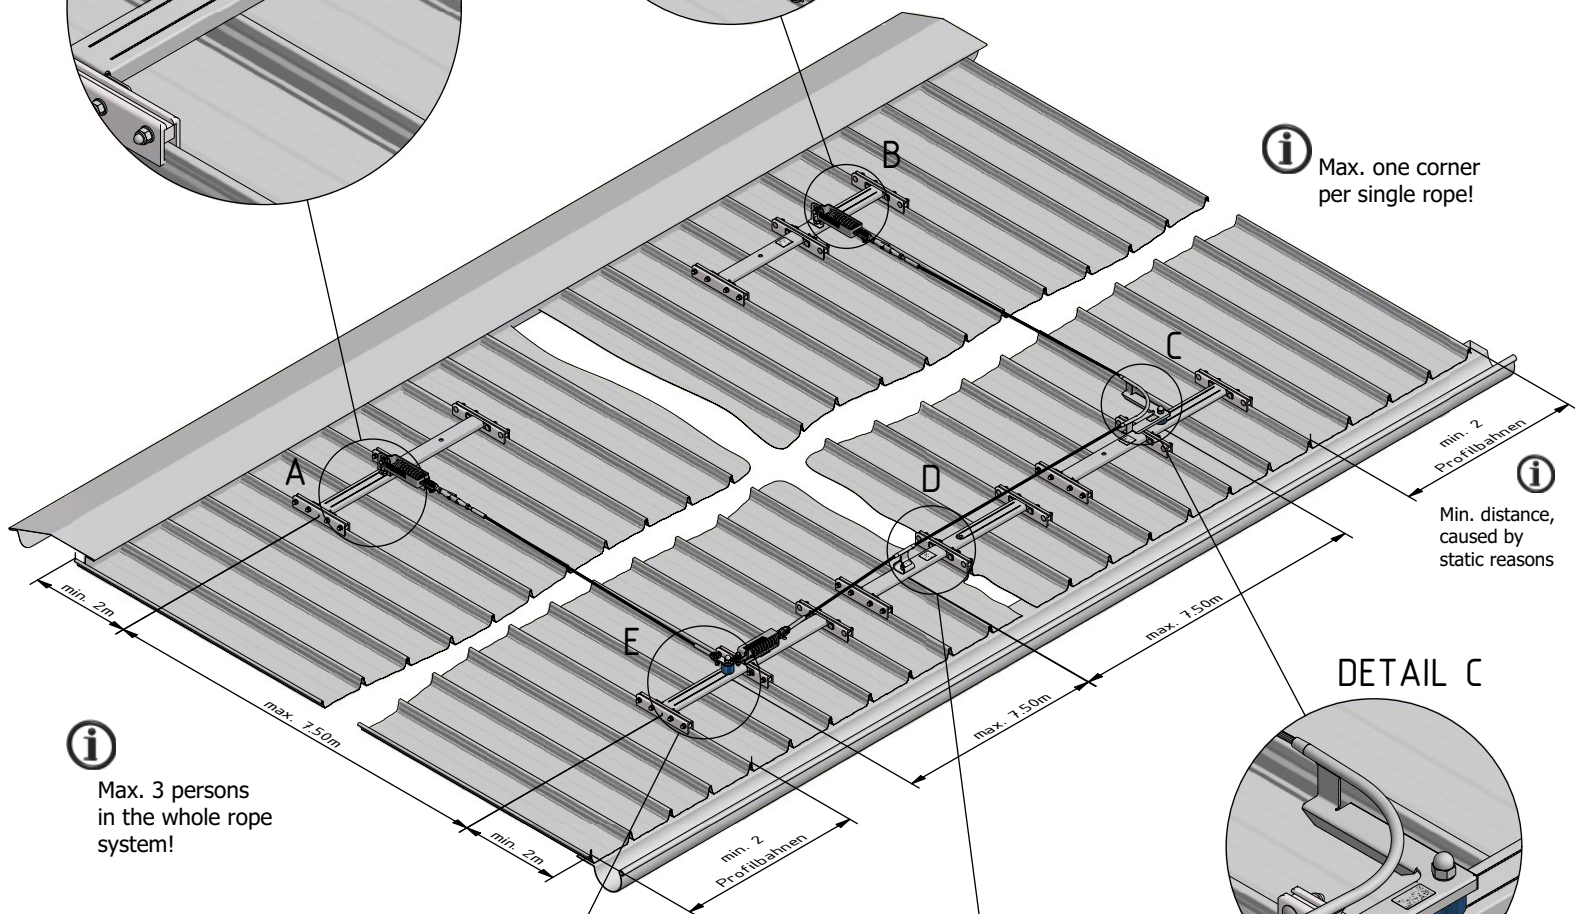 B
Max. one corner
per single rope!
C
A
D
min. 2
Profilbahnen
Min. distance,
caused by
static reasons
min. 2m
max. 7.50m
E
max. 7.50m
DETAIL C
max. 7.50m
Max. 3 persons
in the whole rope
system!
min. 2m
min. 2
Profilbahnen